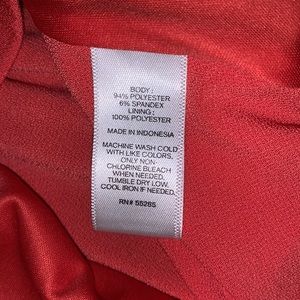 BODY:
94% POLYESTER
6% SPANDEX
LINING:
100% POLYESTER
MADE IN INDONESIA
MACHINE WASH COLD
WITH LIKE COLORS.
ONLY NON-
CHLORINE BLEACH
WHEN NEEDED.
TUMBLE DRY LOW.
COOL IRON IF NEEDED.
RN# 55285